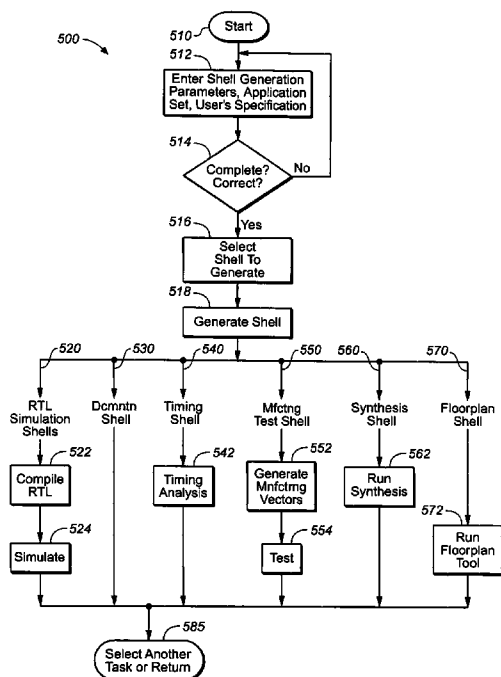 500
510
Start
512
Enter Shell Generation
Parameters, Application
Set, User's Specification
514
Complete?
Correct?
No
Yes
516
Select
Shell To
Generate
518
Generate Shell
520
530
540
550
560
570
RTL
Simulation
Shells
Dcmntn
Shell
Timing
Shell
Mfctng
Test Shell
Synthesis
Shell
Floorplan
Shell
522
Compile
RTL
542
Timing
Analysis
552
Generate
Mnfctrng
Vectors
562
Run
Synthesis
524
Simulate
554
Test
572
Run
Floorplan
Tool
585
Select Another
Task or Return